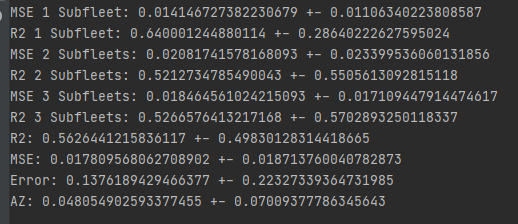 MSE 1 Subfleet: 0.014146727382230679 +- 0.01106340223808587
R2 1 Subfleet: 0.640001244880114 +- 0.28640222627595024
MSE 2 Subfleets: 0.02081741578168093 +- 0.023399536060131856
R2 2 Subfleets: 0.5212734785490043 +- 0.5505613092815118
MSE 3 Subfleets: 0.018464561024215093 +- 0.017109447914474617
R2 3 Subfleets: 0.5266576413217168 +- 0.5702893250118337
R2: 0.5626441215836117 +- 0.49830128314418665
MSE: 0.017809568062708902 +- 0.018713760040782873
Error: 0.1376189429466377 +- 0.22327339364731985
AZ: 0.048054902593377455 +- 0.07009377786345643